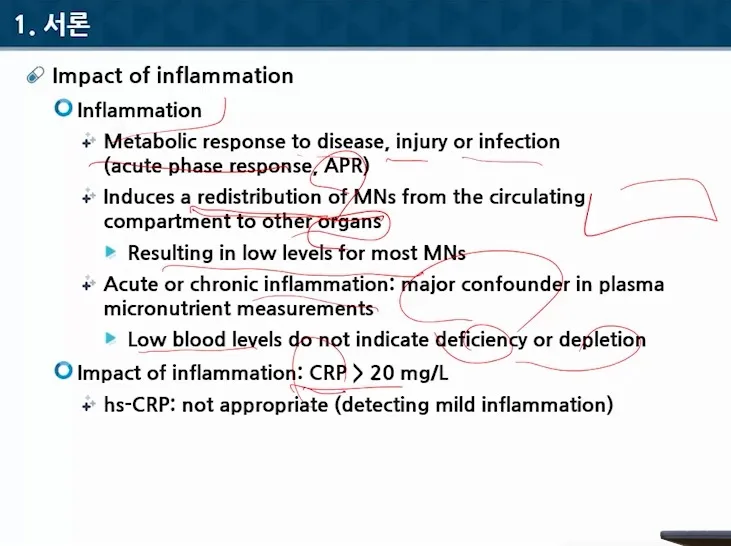 1. 서론
Impact of inflammation
Inflammation
Metabolic response to disease, injury or infection
(acute phase response, APR)
Induces a redistribution of MNs from the circulating
compartment to other organs
Resulting in low levels for most MNs
Acute or chronic inflammation: major confounder in plasma
micronutrient measurements
Low blood levels do not indicate deficiency or depletion
Impact of inflammation: CRP > 20 mg/L
hs-CRP: not appropriate (detecting mild inflammation)